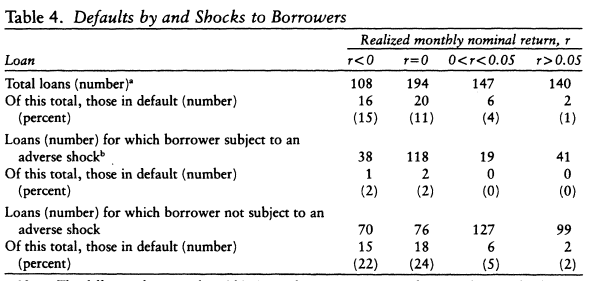 Table 4. Defaults by and Shocks to Borrowers
Realized monthly nominal return, r
Loan r<0 r=0 0<r<0.05 r>0.05
Total loans (number)ᵃ 108 194 147 140
Of this total, those in default (number) 16 20 6 2
(percent) (15) (11) (4) (1)
Loans (number) for which borrower subject to an
adverse shockᵇ 38 118 19 41
Of this total, those in default (number) 1 2 0 0
(percent) (2) (2) (0) (0)
Loans (number) for which borrower not subject to an
adverse shock 70 76 127 99
Of this total, those in default (number) 15 18 6 2
(percent) (22) (24) (5) (2)